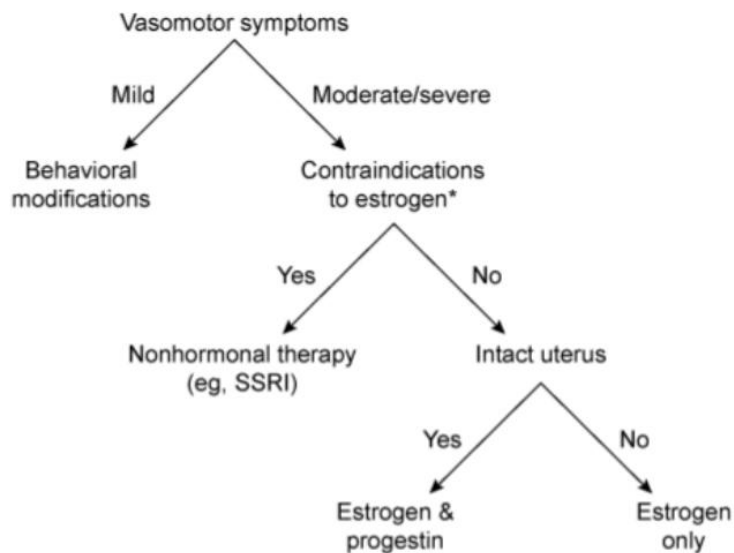 Vasomotor symptoms
Mild
Moderate/severe
Behavioral
modifications
Contraindications
to estrogen*
Yes
No
Nonhormonal therapy
(eg, SSRI)
Intact uterus
Yes
No
Estrogen &
progestin
Estrogen
only